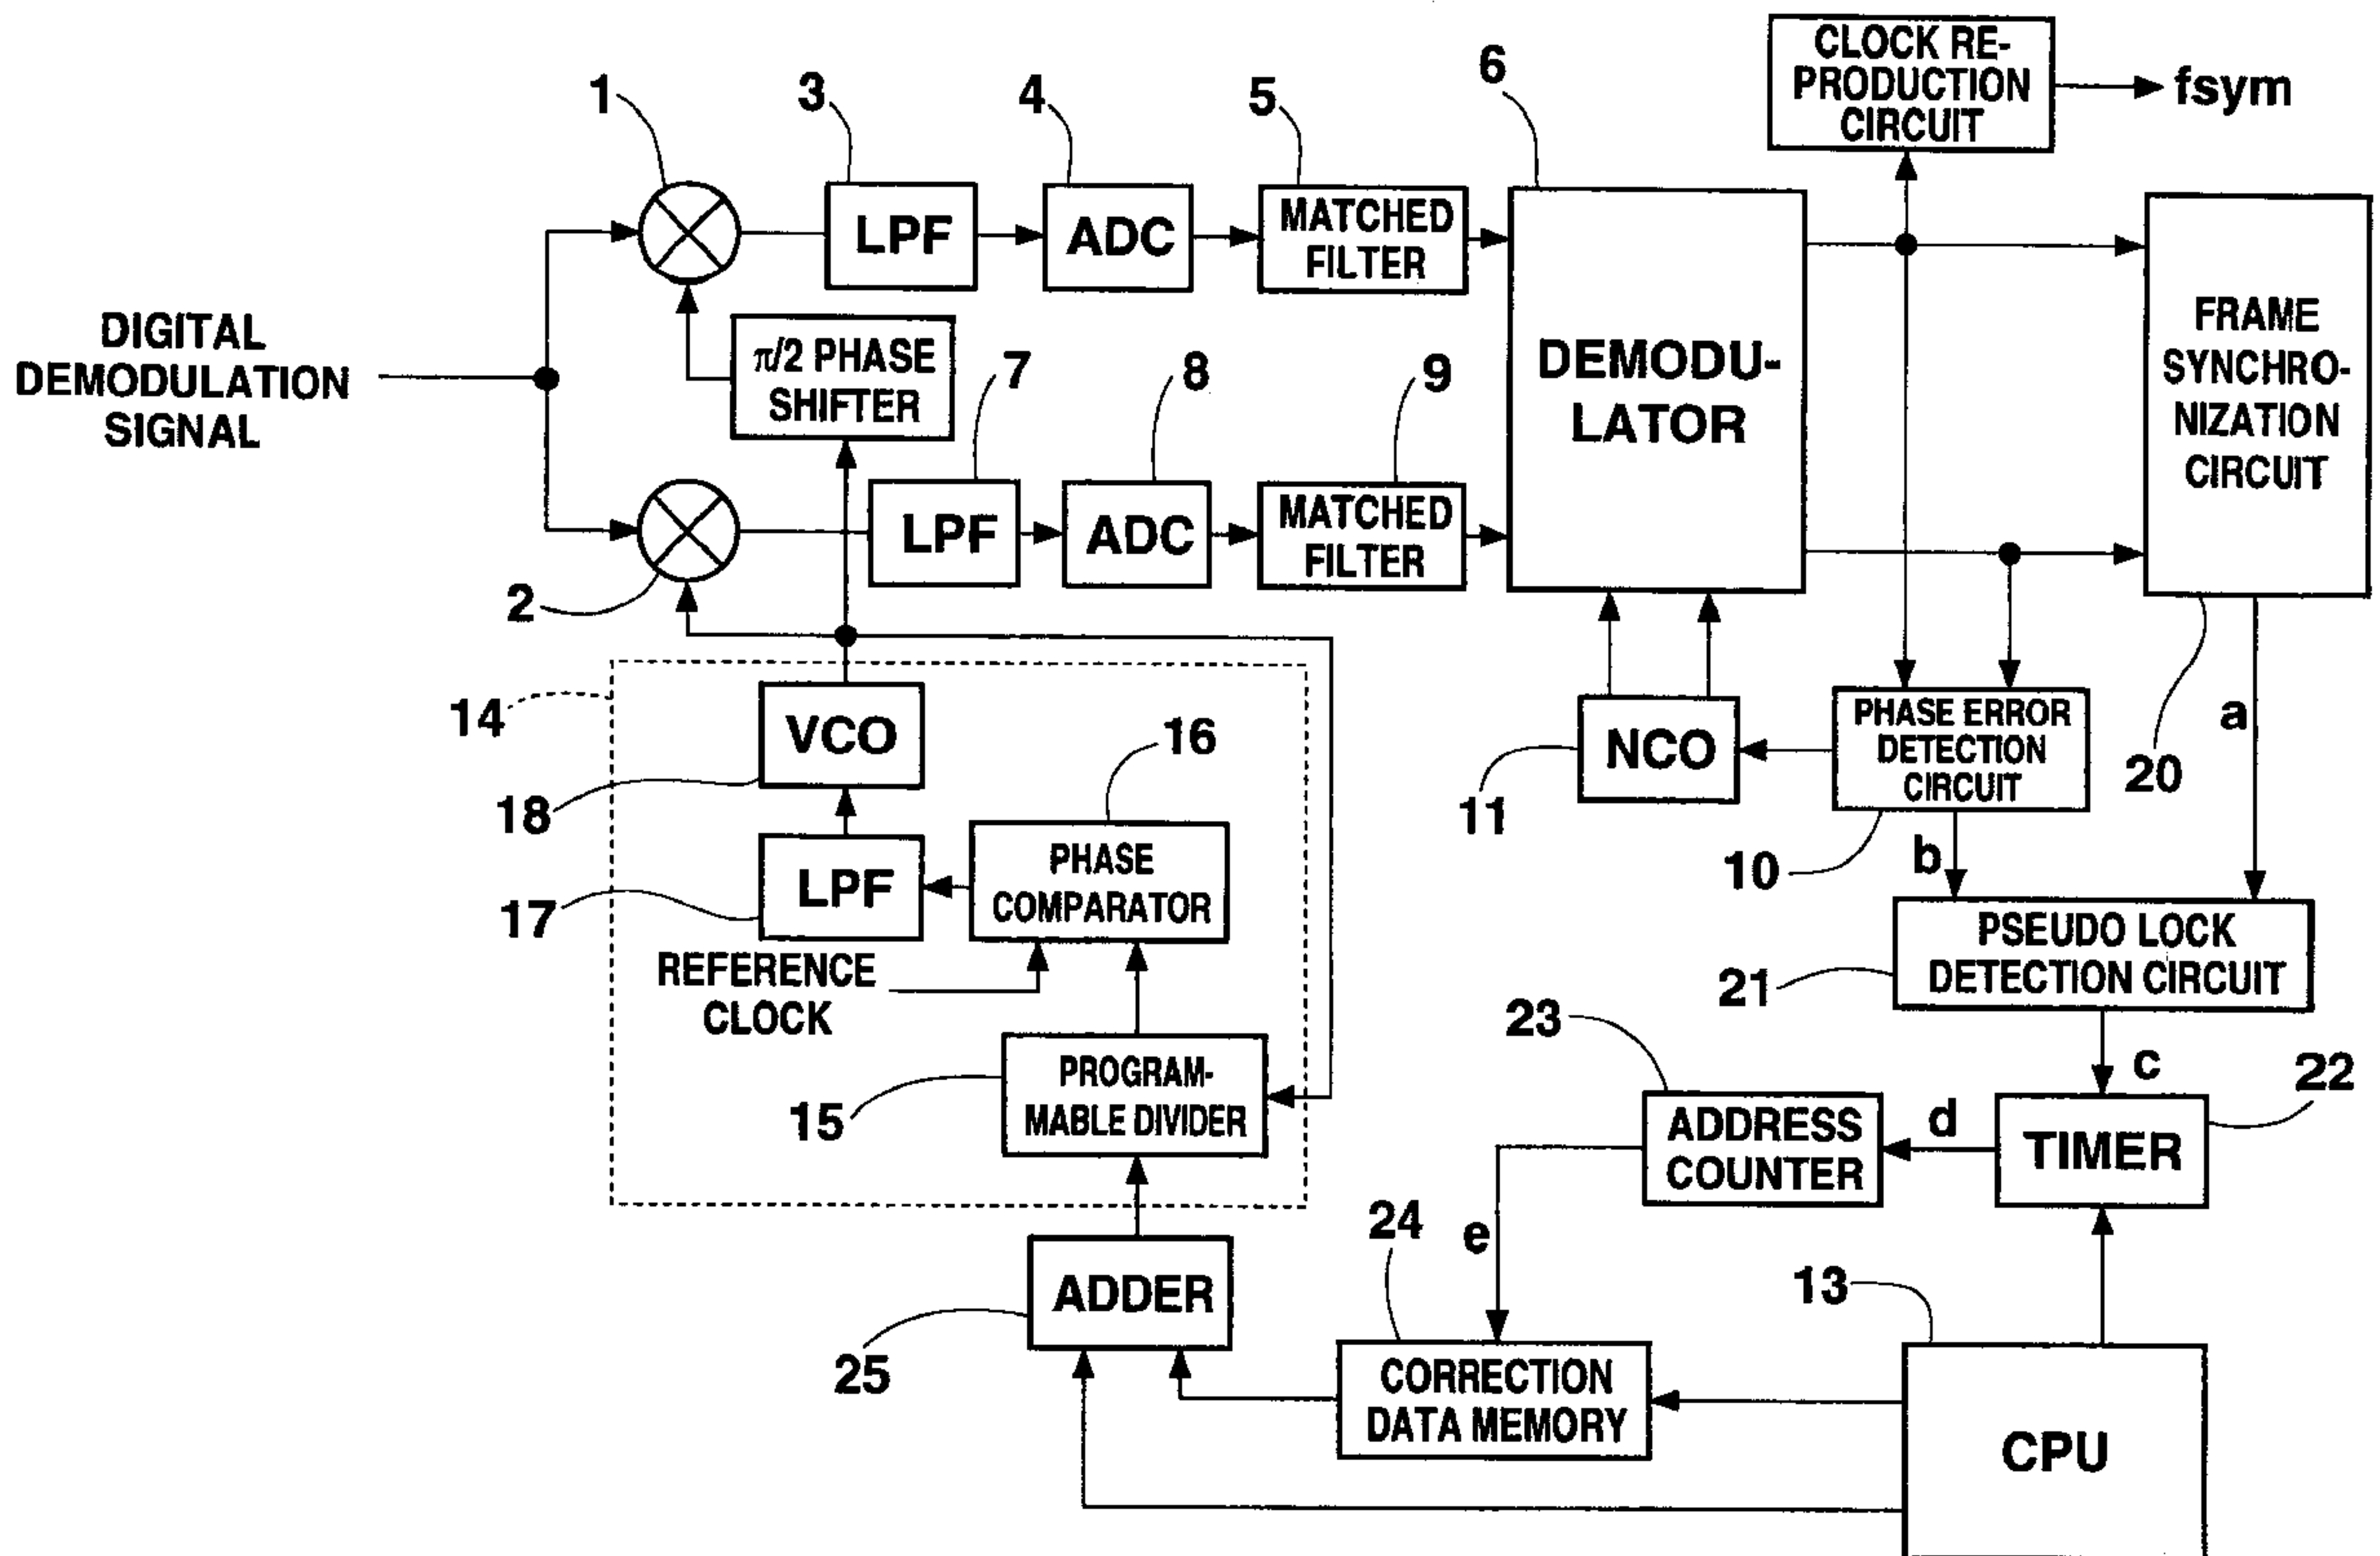 CLOCK RE-
PRODUCTION
CIRCUIT
fsym
1
3
4
5
6
LPF
ADC
MATCHED
FILTER
DIGITAL
DEMODULATION
SIGNAL
π/2 PHASE
SHIFTER
7
8
9
DEMODU-
LATOR
FRAME
SYNCHRO-
NIZATION
CIRCUIT
2
LPF
ADC
MATCHED
FILTER
14
VCO
18
16
11
NCO
PHASE ERROR
DETECTION
CIRCUIT
10
20
a
b
17
LPF
PHASE
COMPARATOR
REFERENCE
CLOCK
21
PSEUDO LOCK
DETECTION CIRCUIT
15
PROGRAM-
MABLE DIVIDER
23
ADDRESS
COUNTER
c
d
22
TIMER
e
24
25
ADDER
CORRECTION
DATA MEMORY
13
CPU